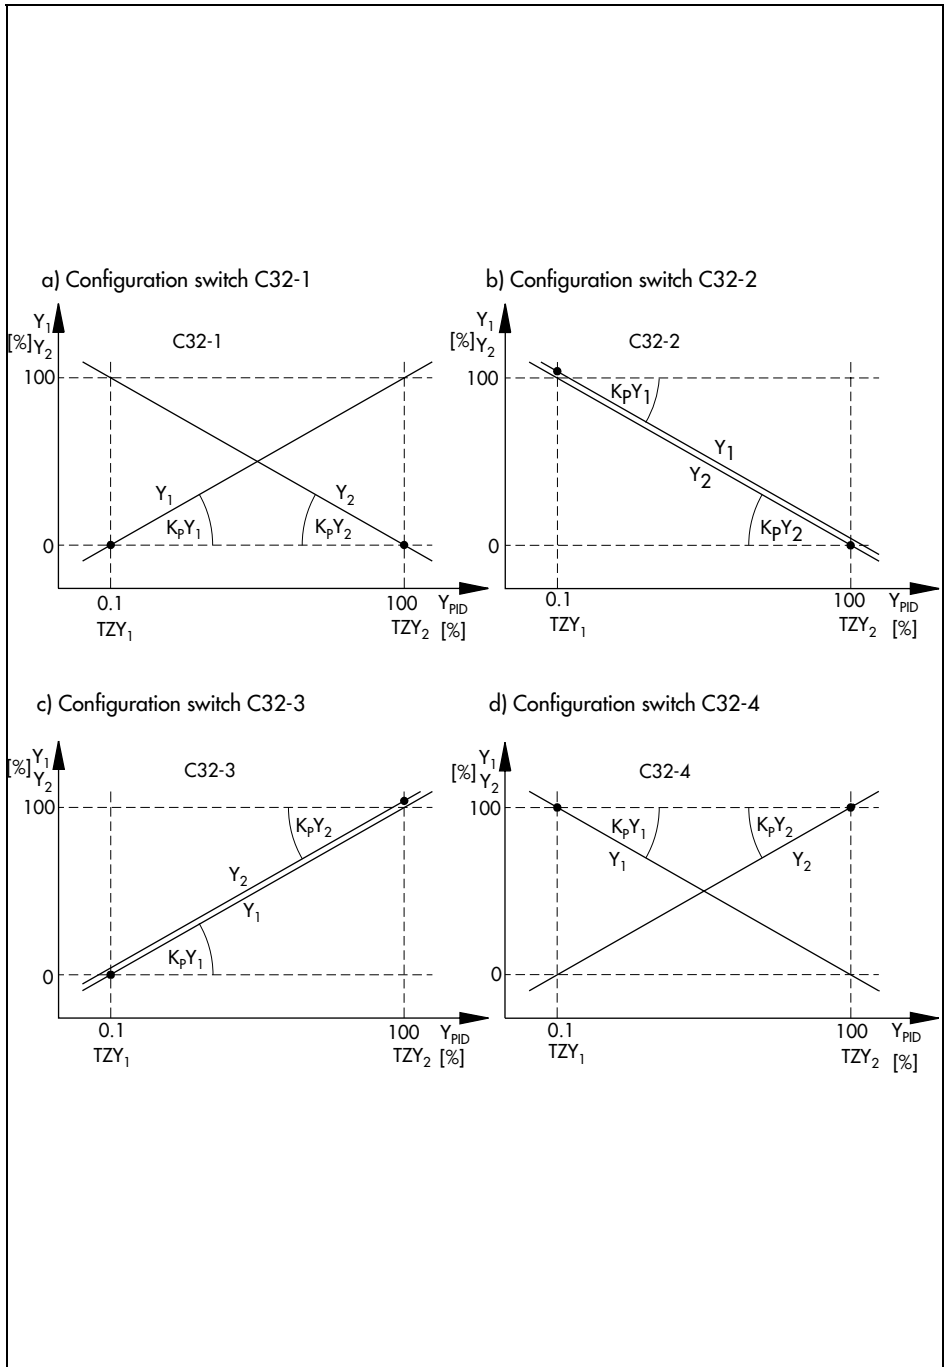 a) Configuration switch C32-1
Y1
[%] Y2
C32-1
100
Y1
Y2
KPY1
KPY2
0
0.1
100
YPID
TZY1
TZY2
[%]
b) Configuration switch C32-2
Y1
[%] Y2
C32-2
100
KPY1
Y1
Y2
KPY2
0
0.1
100
YPID
TZY1
TZY2
[%]
c) Configuration switch C32-3
[%] Y1
Y2
C32-3
100
KPY2
Y2
Y1
KPY1
0
0.1
100
YPID
TZY1
TZY2
[%]
d) Configuration switch C32-4
Y1
[%] Y2
C32-4
100
KPY1
KPY2
Y1
Y2
0
0.1
100
YPID
TZY1
TZY2
[%]